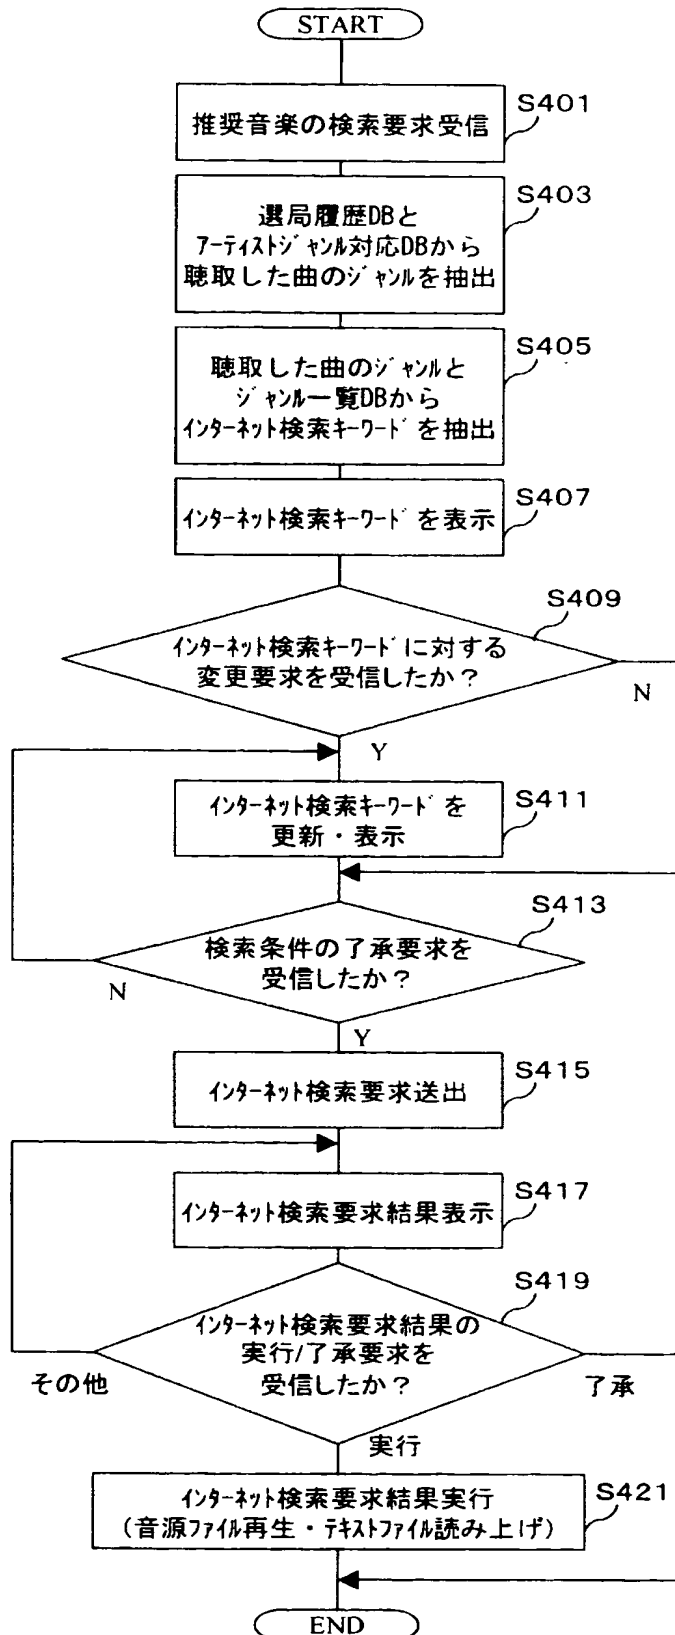 START
S401
推奨音楽の検索要求受信
S403
選局履歴DBと
ｱｰﾃｨｽﾄｼﾞｬﾝﾙ対応DBから
聴取した曲のｼﾞｬﾝﾙを抽出
S405
聴取した曲のｼﾞｬﾝﾙと
ｼﾞｬﾝﾙ一覧DBから
ｲﾝﾀｰﾈｯﾄ検索ｷｰﾜｰﾄﾞを抽出
S407
ｲﾝﾀｰﾈｯﾄ検索ｷｰﾜｰﾄﾞを表示
S409
ｲﾝﾀｰﾈｯﾄ検索ｷｰﾜｰﾄﾞに対する
変更要求を受信したか？
N
Y
S411
ｲﾝﾀｰﾈｯﾄ検索ｷｰﾜｰﾄﾞを
更新・表示
S413
検索条件の了承要求を
受信したか？
N
Y
S415
ｲﾝﾀｰﾈｯﾄ検索要求送出
S417
ｲﾝﾀｰﾈｯﾄ検索要求結果表示
S419
ｲﾝﾀｰﾈｯﾄ検索要求結果の
実行/了承要求を
受信したか？
その他
了承
実行
S421
ｲﾝﾀｰﾈｯﾄ検索要求結果実行
（音源ﾌｧｲﾙ再生・ﾃｷｽﾄﾌｧｲﾙ読み上げ）
END